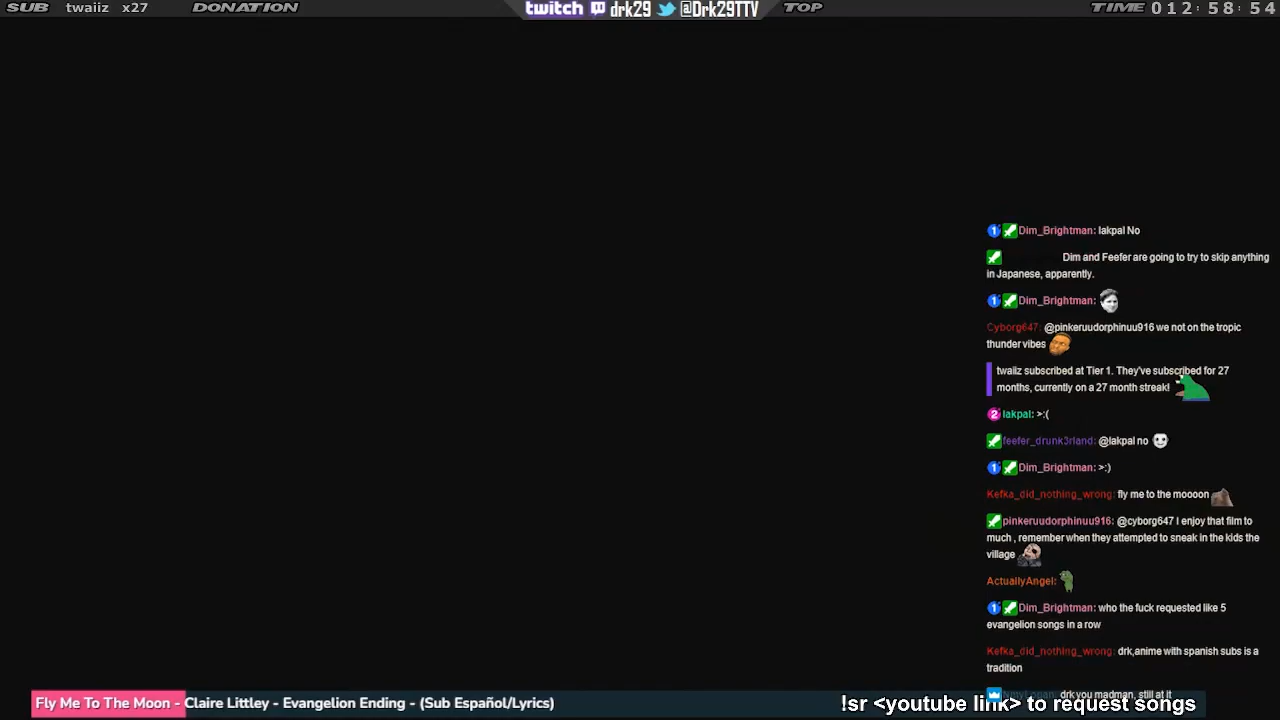 SUB twaiiz x27 DONATION twitch drk29 @Drk29TTV TOP TIME 012:58:54
Dim_Brightman: lakpal No
Dim and Feefer are going to try to skip anything
in Japanese, apparently.
Dim_Brightman:
Cyborg647: @pinkeruudorphinuu916 we not on the tropic
thunder vibes
twaiiz subscribed at Tier 1. They've subscribed for 27
months, currently on a 27 month streak!
2 lakpal: >:(
feefer_drunk3rland: @lakpal no
1 Dim_Brightman: >:)
Kefka_did_nothing_wrong: fly me to the moooon
pinkeruudorphinuu916: @cyborg647 I enjoy that film to
much , remember when they attempted to sneak in the kids the
village
ActuallyAngel:
1 Dim_Brightman: who the fuck requested like 5
evangelion songs in a row
Kefka_did_nothing_wrong: drk,anime with spanish subs is a
tradition
drk you madman, still at it
Fly Me To The Moon - Claire Littley - Evangelion Ending - (Sub Español/Lyrics)
!sr <youtube link> to request songs